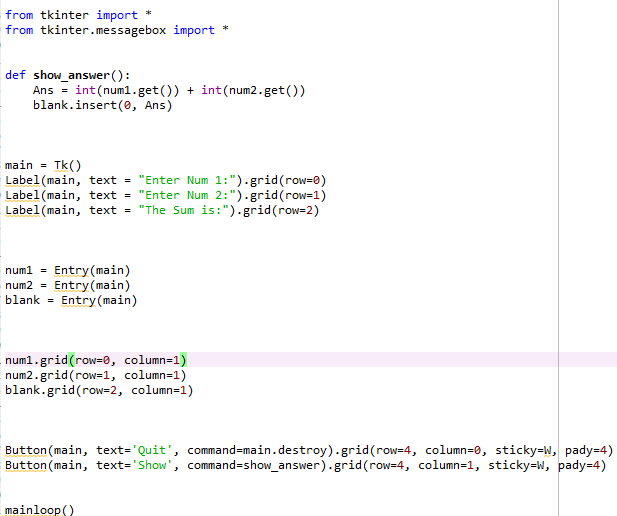 from tkinter import *
from tkinter.messagebox import *
def show_answer():
    Ans = int(num1.get()) + int(num2.get())
    blank.insert(0, Ans)
main = Tk()
Label(main, text = "Enter Num 1:").grid(row=0)
Label(main, text = "Enter Num 2:").grid(row=1)
Label(main, text = "The Sum is:").grid(row=2)
num1 = Entry(main)
num2 = Entry(main)
blank = Entry(main)
num1.grid(row=0, column=1)
num2.grid(row=1, column=1)
blank.grid(row=2, column=1)
Button(main, text='Quit', command=main.destroy).grid(row=4, column=0, sticky=W, pady=4)
Button(main, text='Show', command=show_answer).grid(row=4, column=1, sticky=W, pady=4)
mainloop()